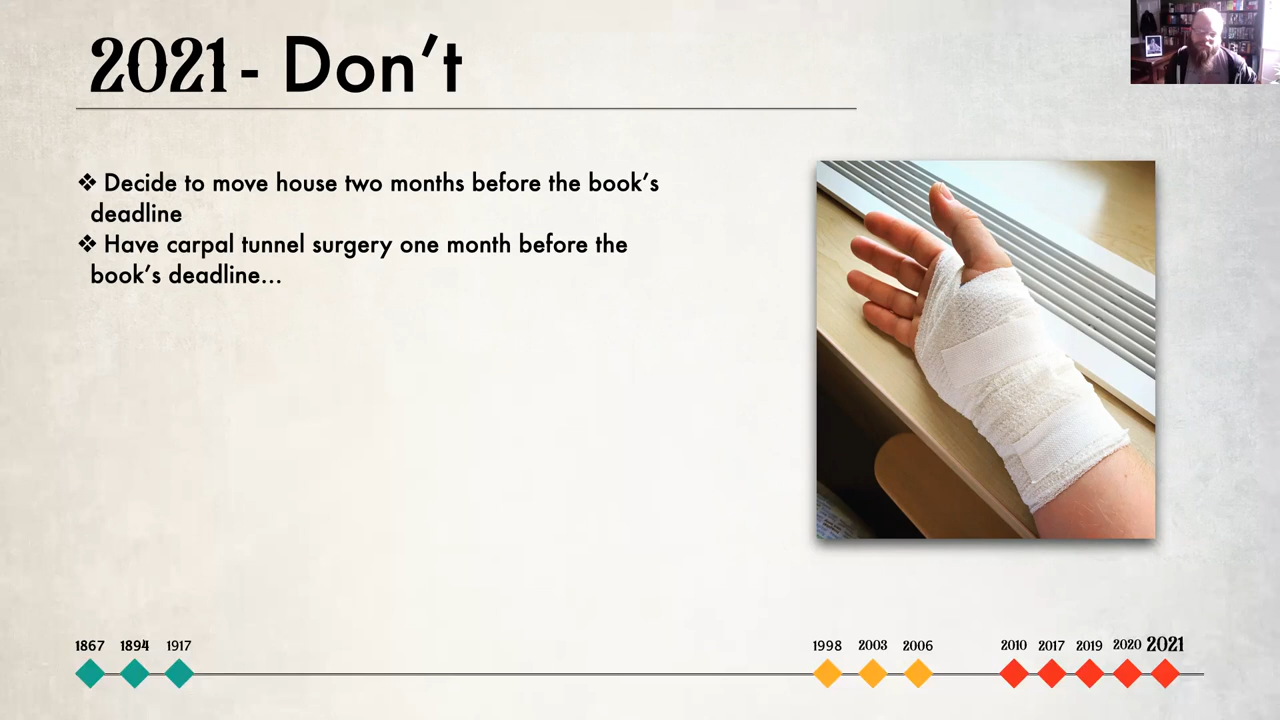 2021 - Don’t
❖ Decide to move house two months before the book’s
deadline
❖ Have carpal tunnel surgery one month before the
book’s deadline…
1867 1894 1917 1998 2003 2006 2010 2017 2019 2020 2021